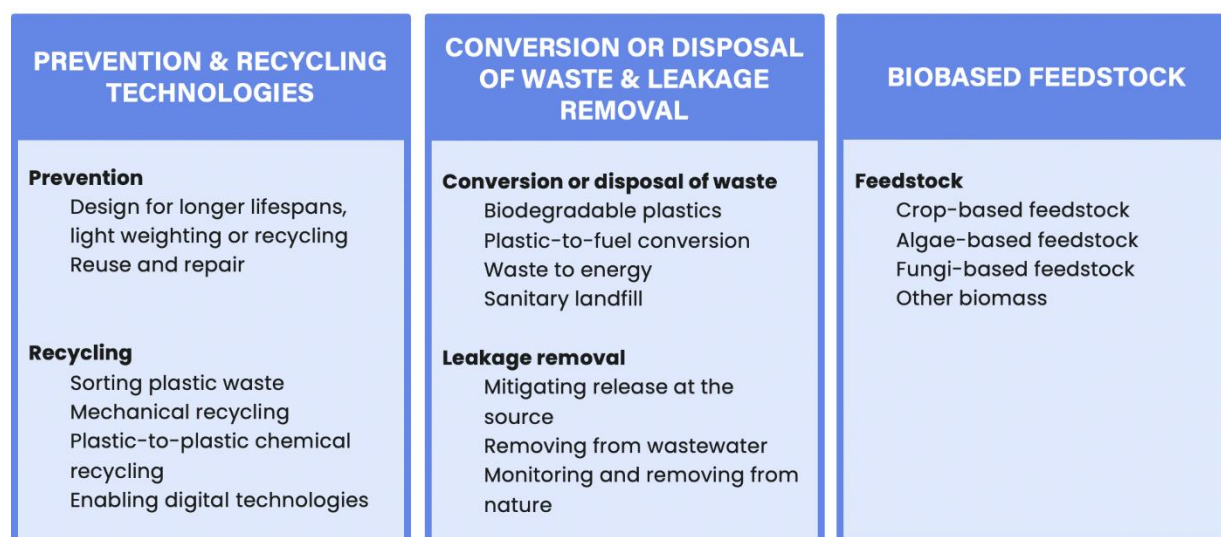 PREVENTION & RECYCLING
TECHNOLOGIES
Prevention
Design for longer lifespans,
light weighting or recycling
Reuse and repair
Recycling
Sorting plastic waste
Mechanical recycling
Plastic-to-plastic chemical
recycling
Enabling digital technologies
CONVERSION OR DISPOSAL
OF WASTE & LEAKAGE
REMOVAL
Conversion or disposal of waste
Biodegradable plastics
Plastic-to-fuel conversion
Waste to energy
Sanitary landfill
Leakage removal
Mitigating release at the
source
Removing from wastewater
Monitoring and removing from
nature
BIOBASED FEEDSTOCK
Feedstock
Crop-based feedstock
Algae-based feedstock
Fungi-based feedstock
Other biomass